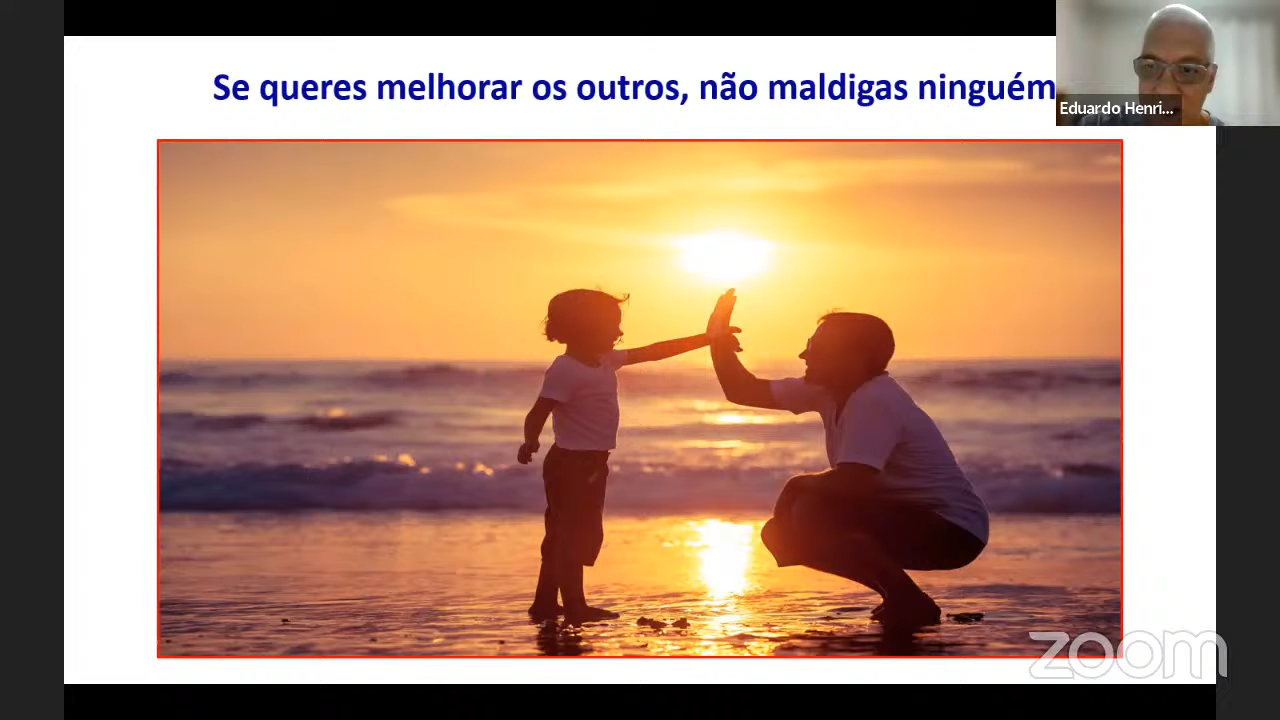 Se queres melhorar os outros, não maldigas ninguém
Eduardo Henri...
zoom